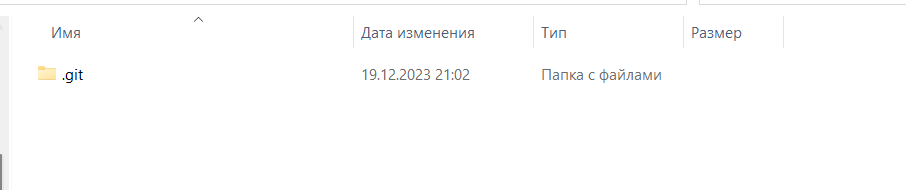 Имя Дата изменения Тип Размер
.git 19.12.2023 21:02 Папка с файлами